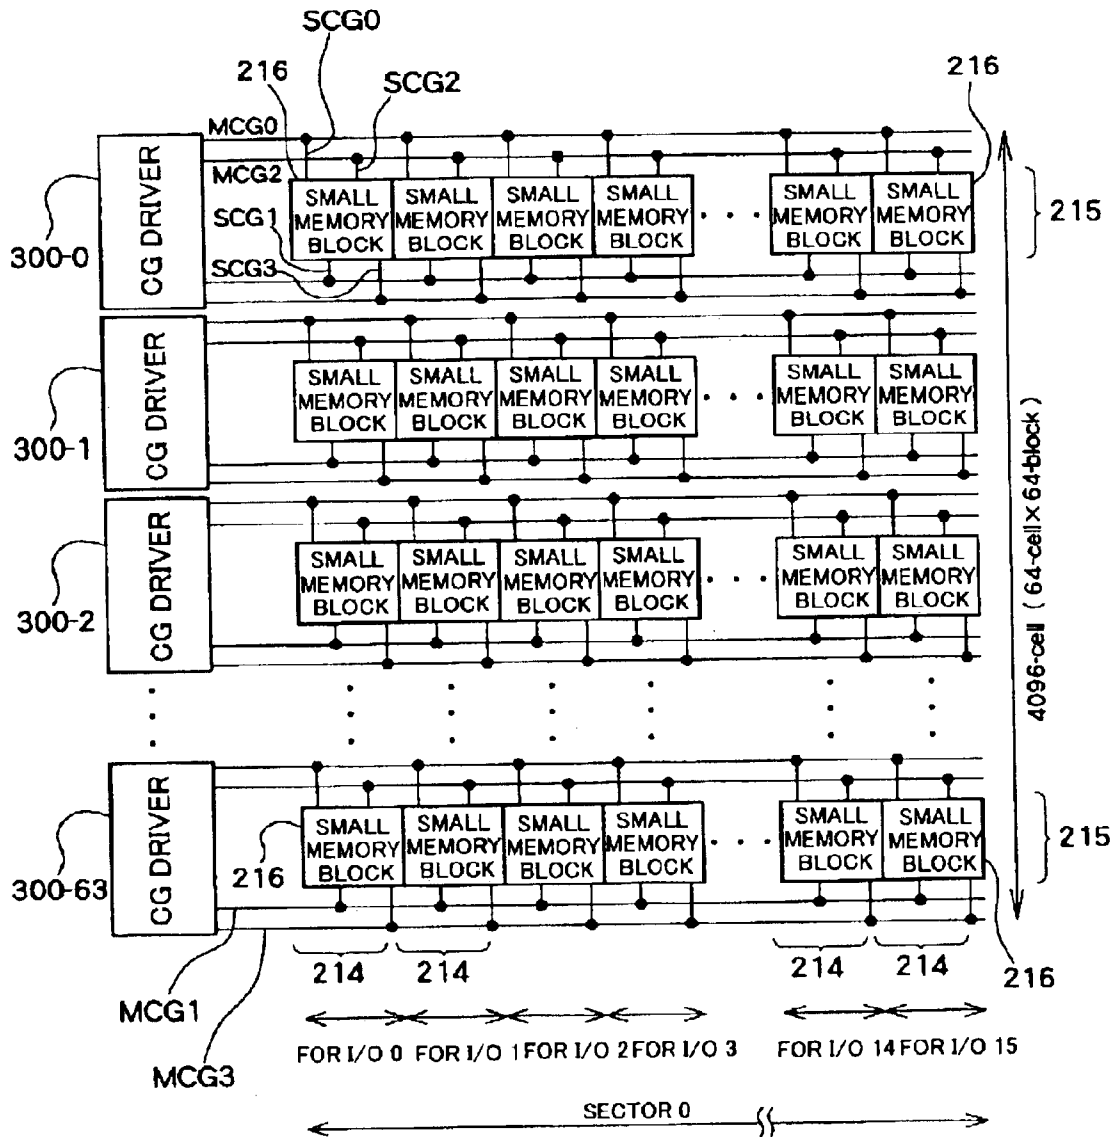 SCG0
216
SCG2
216
MCG0
MCG2
CG DRIVER
300-0
SMALL MEMORY BLOCK
SMALL MEMORY BLOCK
SMALL MEMORY BLOCK
SMALL MEMORY BLOCK
SMALL MEMORY BLOCK
SMALL MEMORY BLOCK
215
SCG1
SCG3
CG DRIVER
300-1
SMALL MEMORY BLOCK
SMALL MEMORY BLOCK
SMALL MEMORY BLOCK
SMALL MEMORY BLOCK
SMALL MEMORY BLOCK
SMALL MEMORY BLOCK
CG DRIVER
300-2
SMALL MEMORY BLOCK
SMALL MEMORY BLOCK
SMALL MEMORY BLOCK
SMALL MEMORY BLOCK
SMALL MEMORY BLOCK
SMALL MEMORY BLOCK
4096-cell ( 64-cell × 64-block )
CG DRIVER
300-63
216
SMALL MEMORY BLOCK
SMALL MEMORY BLOCK
SMALL MEMORY BLOCK
SMALL MEMORY BLOCK
SMALL MEMORY BLOCK
SMALL MEMORY BLOCK
215
214
214
214
214
216
MCG1
MCG3
FOR I/O 0
FOR I/O 1
FOR I/O 2
FOR I/O 3
FOR I/O 14
FOR I/O 15
SECTOR 0